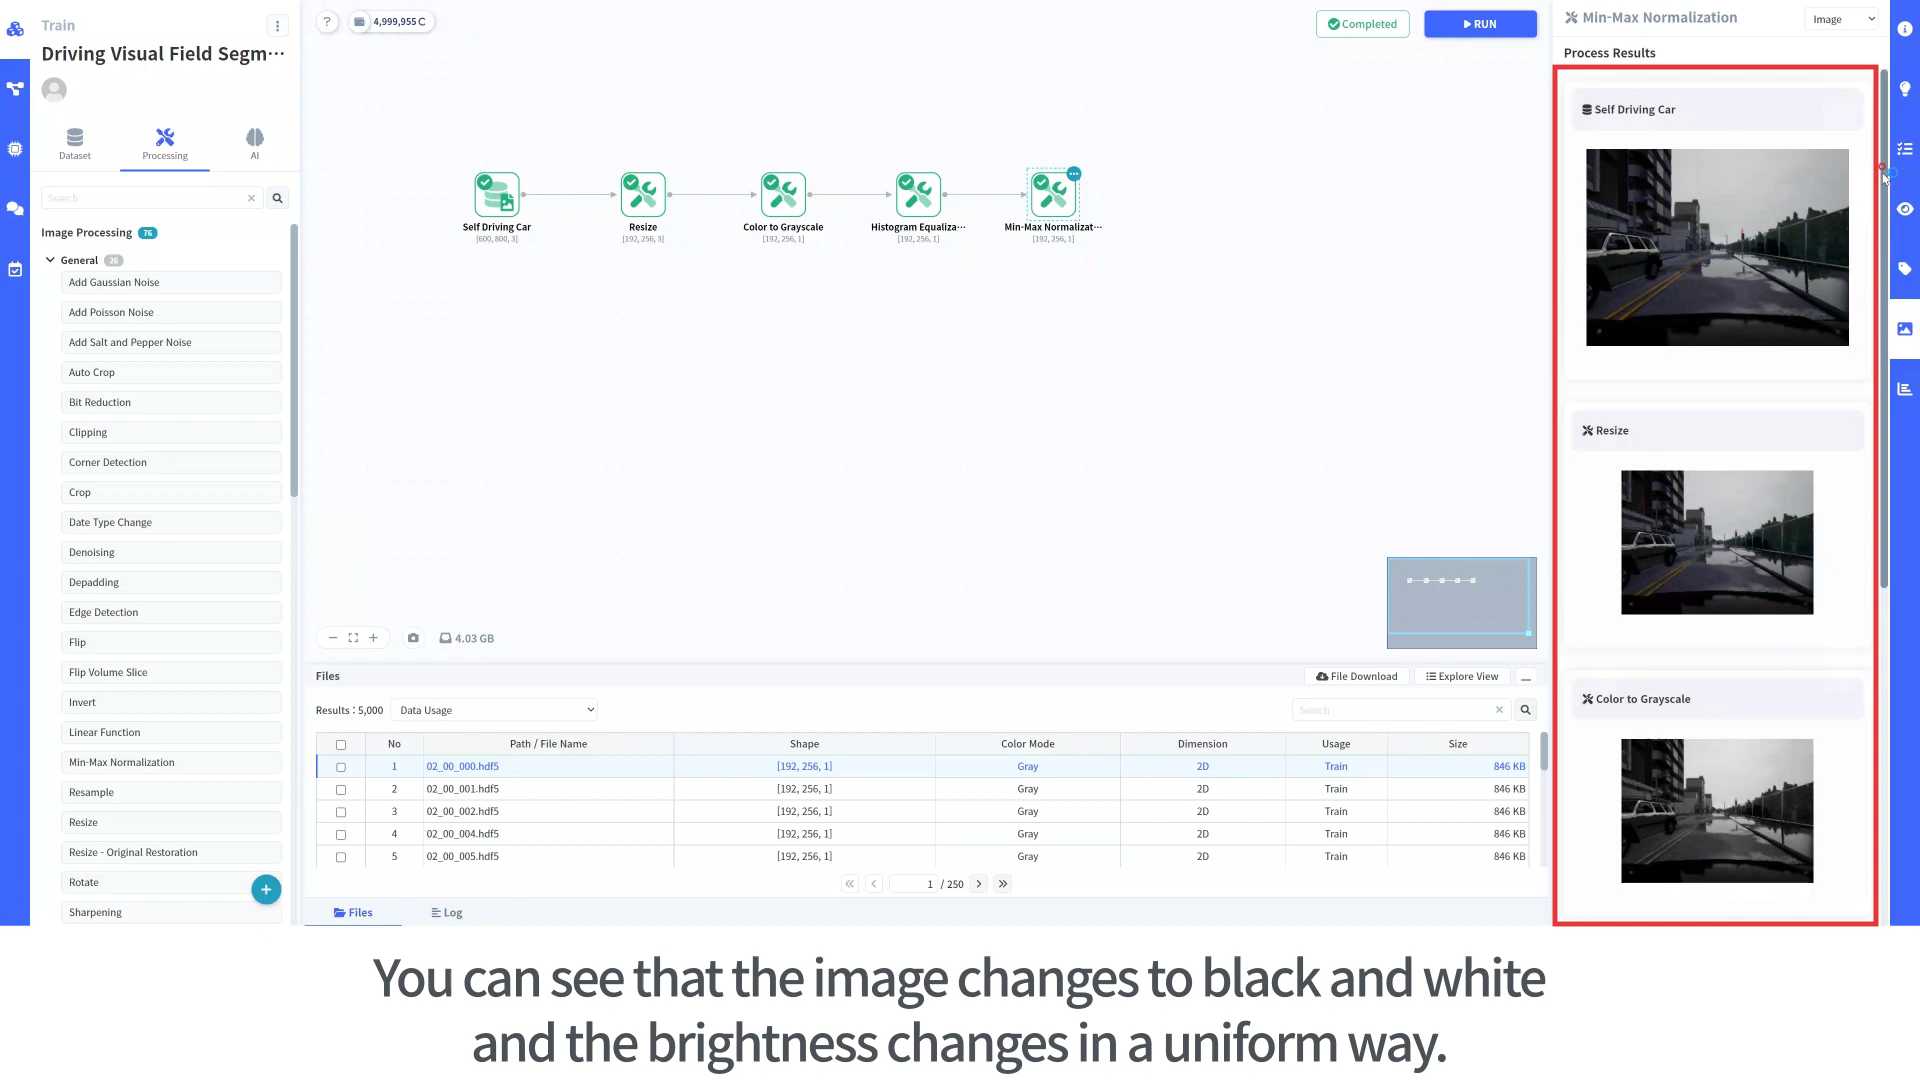 Train
Driving Visual Field Segm···
Dataset
Processing
AI
Search
Image Processing 76
General 26
Add Gaussian Noise
Add Poisson Noise
Add Salt and Pepper Noise
Auto Crop
Bit Reduction
Clipping
Corner Detection
Crop
Date Type Change
Denoising
Depadding
Edge Detection
Flip
Flip Volume Slice
Invert
Linear Function
Min-Max Normalization
Resample
Resize
Resize - Original Restoration
Rotate
Sharpening
? 4,999,955 C
Completed
RUN
Self Driving Car
[600, 800, 3]
Resize
[192, 256, 3]
Color to Grayscale
[192, 256, 1]
Histogram Equaliza···
[192, 256, 1]
Min-Max Normalizat···
[192, 256, 1]
4.03 GB
Files
File Download
Explore View
Results : 5,000
Data Usage
Search
No Path / File Name Shape Color Mode Dimension Usage Size
1 02_00_000.hdf5 [192, 256, 1] Gray 2D Train 846 KB
2 02_00_001.hdf5 [192, 256, 1] Gray 2D Train 846 KB
3 02_00_002.hdf5 [192, 256, 1] Gray 2D Train 846 KB
4 02_00_004.hdf5 [192, 256, 1] Gray 2D Train 846 KB
5 02_00_005.hdf5 [192, 256, 1] Gray 2D Train 846 KB
1 / 250
Files
Log
Min-Max Normalization
Image
Process Results
Self Driving Car
Resize
Color to Grayscale
You can see that the image changes to black and white
and the brightness changes in a uniform way.